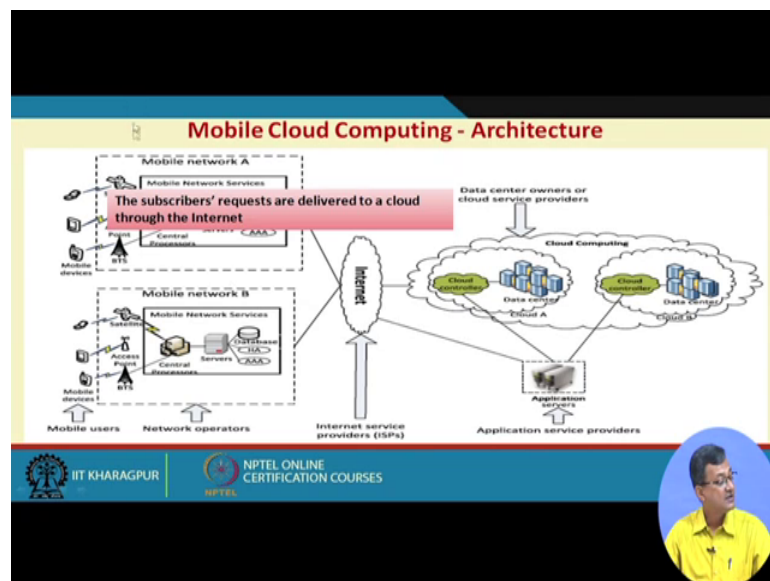 Mobile Cloud Computing - Architecture
Mobile network A
Mobile Network Services
The subscribers' requests are delivered to a cloud
through the Internet
Point
Central
Processors
AAA
BTS
Mobile
devices
Mobile network B
Mobile Network Services
Satellite
Access
Point
BTS
Central
Processors
Servers
Database
HA
AAA
Mobile
devices
Mobile users
Network operators
Internet
Internet service
providers (ISPs)
Data center owners or
cloud service providers
Cloud Computing
Cloud
controller
Data center
Cloud A
Cloud
controller
Data center
Cloud B
Application
servers
Application service providers
IIT KHARAGPUR
NPTEL
NPTEL ONLINE
CERTIFICATION COURSES